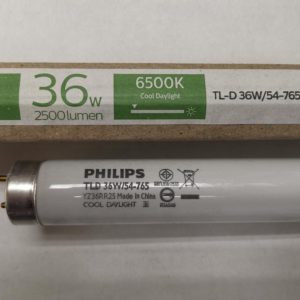 36w
2500lumen
6500K
Cool Daylight
TL-D 36W/54-765
PHILIPS
TLD 36W/54-765
YZ36RR25 Made in China
COOL DAYLIGHT